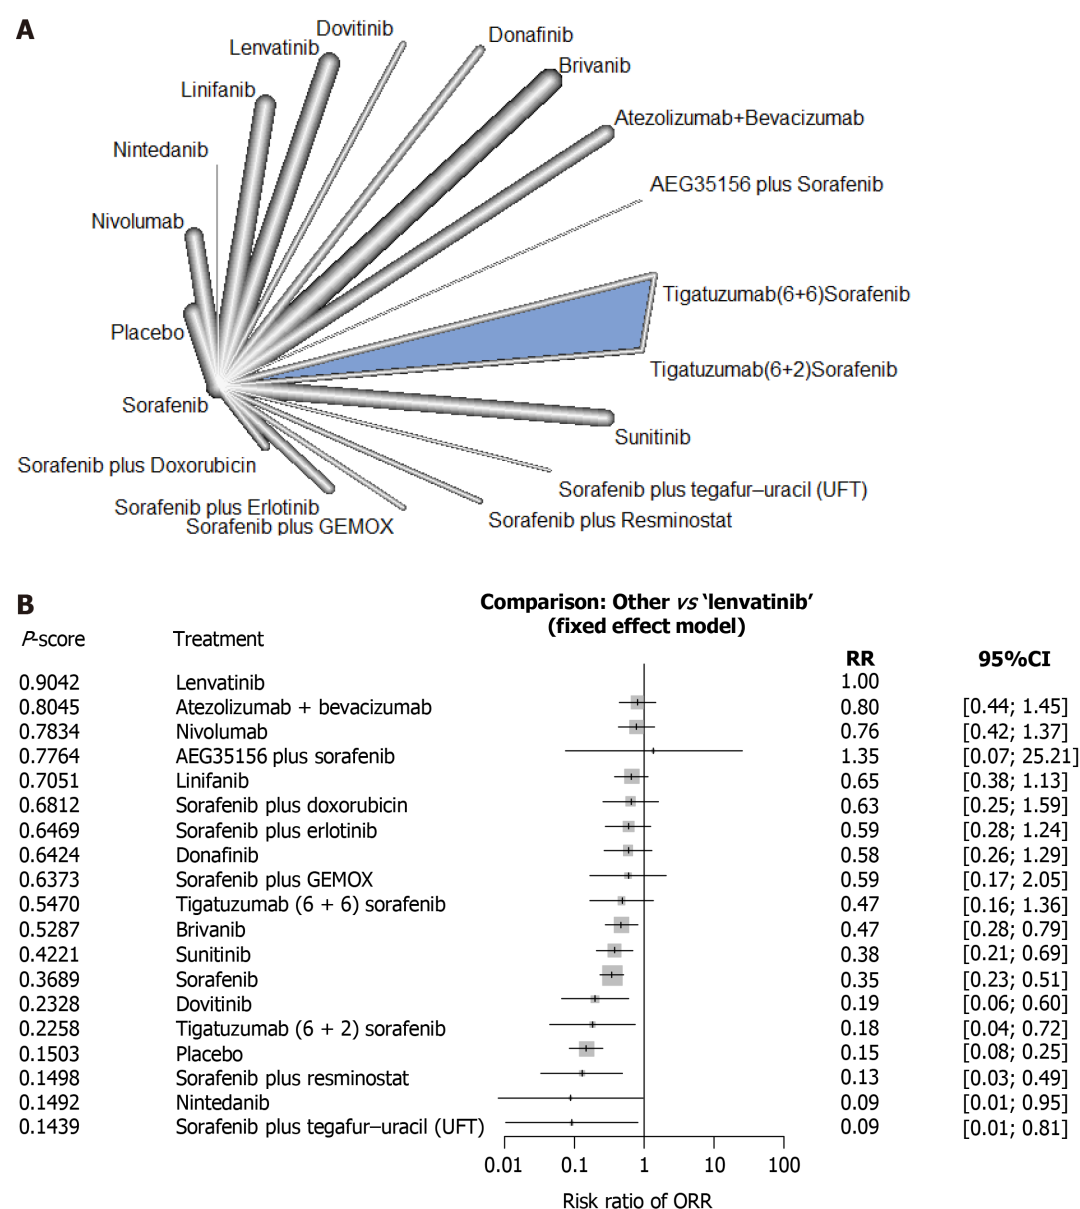 A
Dovitinib
Donafinib
Lenvatinib
Brivanib
Linifanib
Atezolizumab+Bevacizumab
Nintedanib
AEG35156 plus Sorafenib
Nivolumab
Tigatuzumab(6+6)Sorafenib
Placebo
Tigatuzumab(6+2)Sorafenib
Sorafenib
Sunitinib
Sorafenib plus Doxorubicin
Sorafenib plus tegafur–uracil (UFT)
Sorafenib plus Erlotinib
Sorafenib plus Resminostat
Sorafenib plus GEMOX
B
Comparison: Other vs ‘lenvatinib’
(fixed effect model)
P-score Treatment RR 95%CI
0.9042 Lenvatinib 1.00
0.8045 Atezolizumab + bevacizumab 0.80 [0.44; 1.45]
0.7834 Nivolumab 0.76 [0.42; 1.37]
0.7764 AEG35156 plus sorafenib 1.35 [0.07; 25.21]
0.7051 Linifanib 0.65 [0.38; 1.13]
0.6812 Sorafenib plus doxorubicin 0.63 [0.25; 1.59]
0.6469 Sorafenib plus erlotinib 0.59 [0.28; 1.24]
0.6424 Donafinib 0.58 [0.26; 1.29]
0.6373 Sorafenib plus GEMOX 0.59 [0.17; 2.05]
0.5470 Tigatuzumab (6 + 6) sorafenib 0.47 [0.16; 1.36]
0.5287 Brivanib 0.47 [0.28; 0.79]
0.4221 Sunitinib 0.38 [0.21; 0.69]
0.3689 Sorafenib 0.35 [0.23; 0.51]
0.2328 Dovitinib 0.19 [0.06; 0.60]
0.2258 Tigatuzumab (6 + 2) sorafenib 0.18 [0.04; 0.72]
0.1503 Placebo 0.15 [0.08; 0.25]
0.1498 Sorafenib plus resminostat 0.13 [0.03; 0.49]
0.1492 Nintedanib 0.09 [0.01; 0.95]
0.1439 Sorafenib plus tegafur–uracil (UFT) 0.09 [0.01; 0.81]
0.01 0.1 1 10 100
Risk ratio of ORR